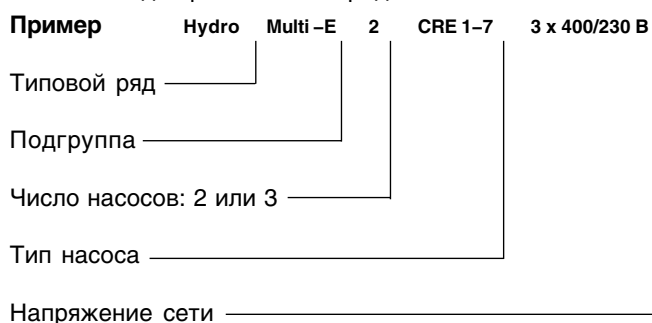 Пример Hydro Multi –E 2 CRE 1–7 3 x 400/230 В
Типовой ряд
Подгруппа
Число насосов: 2 или 3
Тип насоса
Напряжение сети